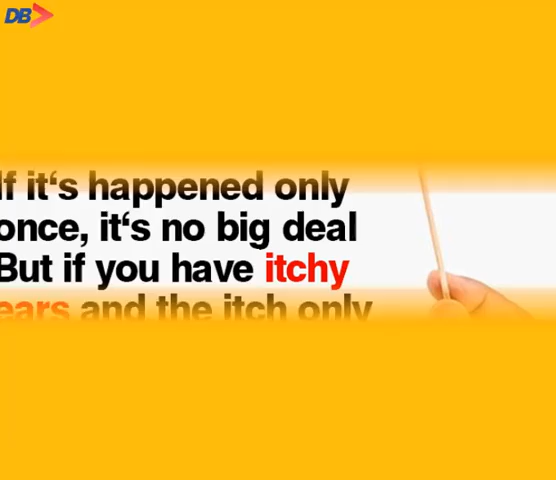 DB
If it‘s happened only
once, it‘s no big deal
But if you have itchy
ears and the itch only